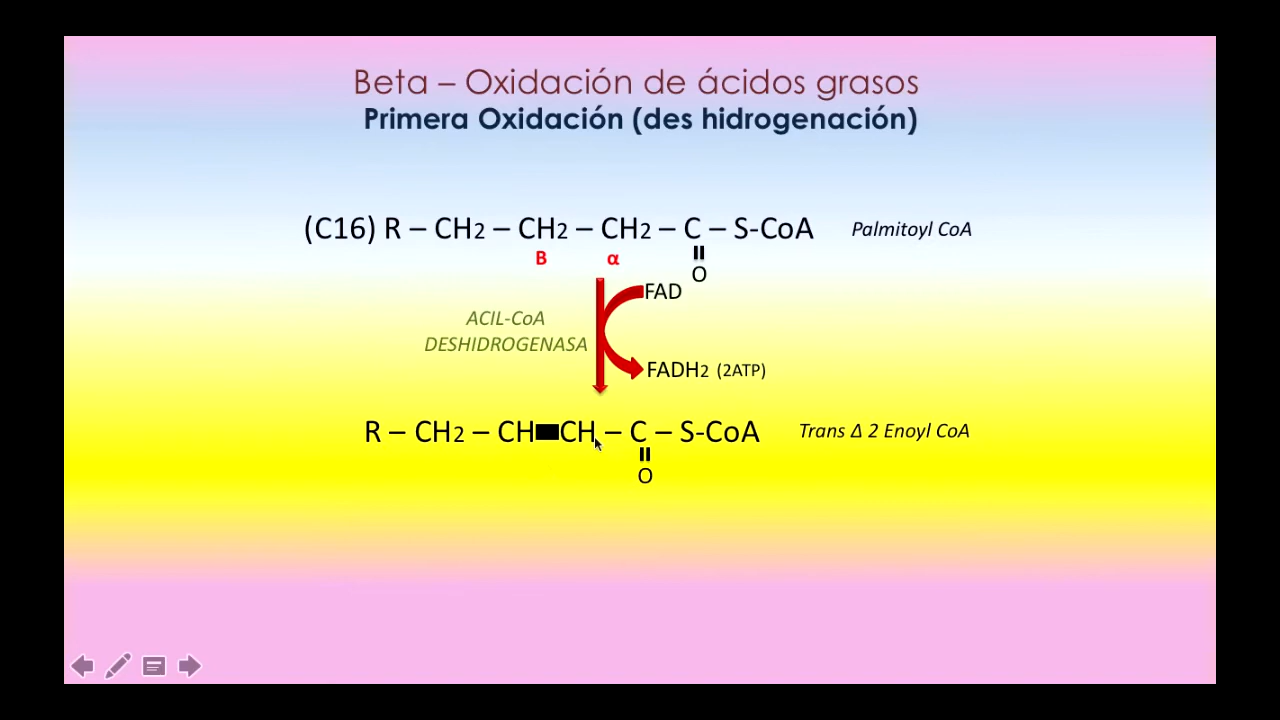 Beta – Oxidación de ácidos grasos
Primera Oxidación (des hidrogenación)
(C16) R – CH2 – CH2 – CH2 – C – S-CoA Palmitoyl CoA
B α
O
FAD
ACIL-CoA
DESHIDROGENASA
FADH2 (2ATP)
R – CH2 – CH=CH – C – S-CoA Trans Δ 2 Enoyl CoA
O